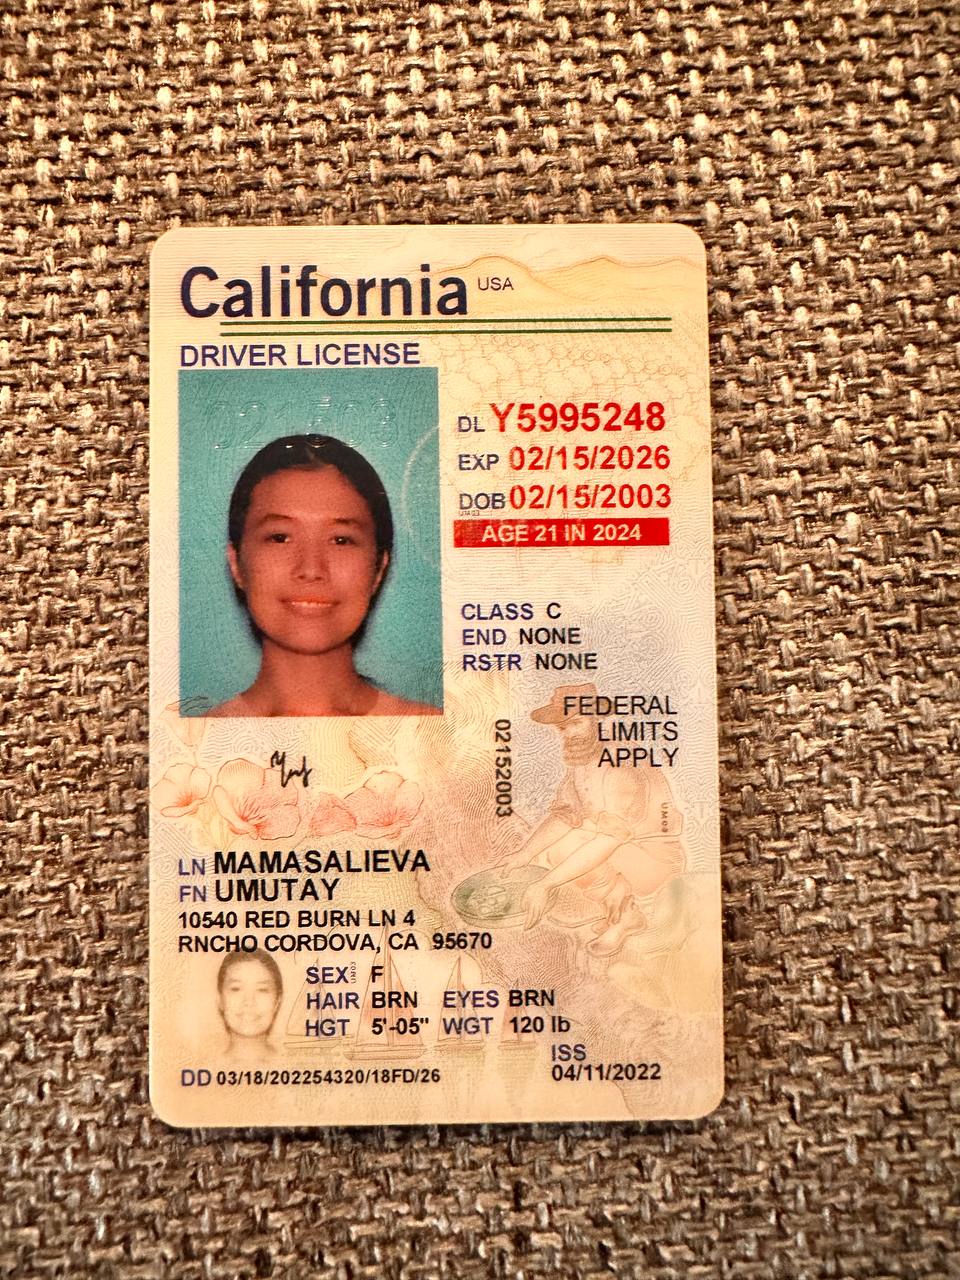 California USA
DRIVER LICENSE
DL Y5995248
EXP 02/15/2026
DOB 02/15/2003
AGE 21 IN 2024
CLASS C
END NONE
RSTR NONE
FEDERAL
LIMITS
APPLY
02152003
LN MAMASALIEVA
FN UMUTAY
10540 RED BURN LN 4
RNCHO CORDOVA, CA 95670
SEX F
HAIR BRN EYES BRN
HGT 5'-05" WGT 120 lb
ISS
DD 03/18/202254320/18FD/26 04/11/2022